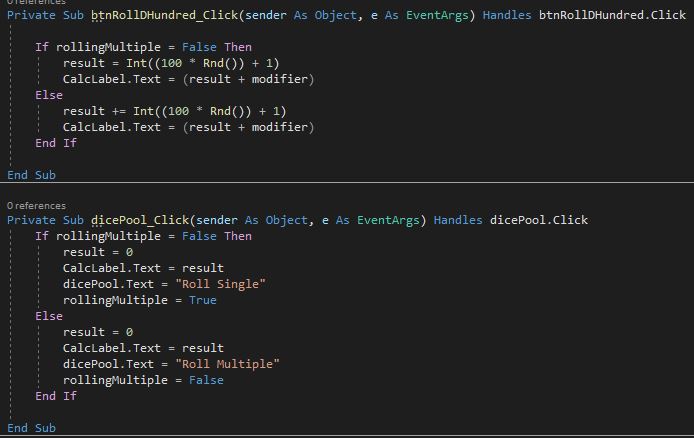 0 references
Private Sub btnRollDHundred_Click(sender As Object, e As EventArgs) Handles btnRollDHundred.Click
If rollingMultiple = False Then
result = Int((100 * Rnd()) + 1)
CalcLabel.Text = (result + modifier)
Else
result += Int((100 * Rnd()) + 1)
CalcLabel.Text = (result + modifier)
End If
End Sub
0 references
Private Sub dicePool_Click(sender As Object, e As EventArgs) Handles dicePool.Click
If rollingMultiple = False Then
result = 0
CalcLabel.Text = result
dicePool.Text = "Roll Single"
rollingMultiple = True
Else
result = 0
CalcLabel.Text = result
dicePool.Text = "Roll Multiple"
rollingMultiple = False
End If
End Sub